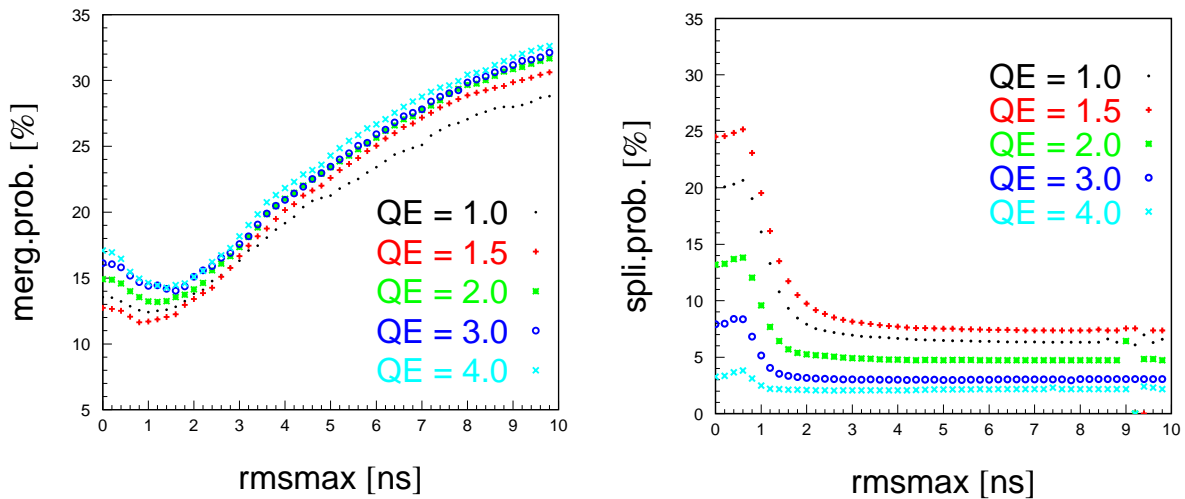 merg.prob. [%]
35
30
25
20
15
10
5
QE = 1.0
QE = 1.5
QE = 2.0
QE = 3.0
QE = 4.0
0 1 2 3 4 5 6 7 8 9 10
rmsmax [ns]
spli.prob. [%]
35
30
25
20
15
10
5
0
QE = 1.0
QE = 1.5
QE = 2.0
QE = 3.0
QE = 4.0
0 1 2 3 4 5 6 7 8 9 10
rmsmax [ns]